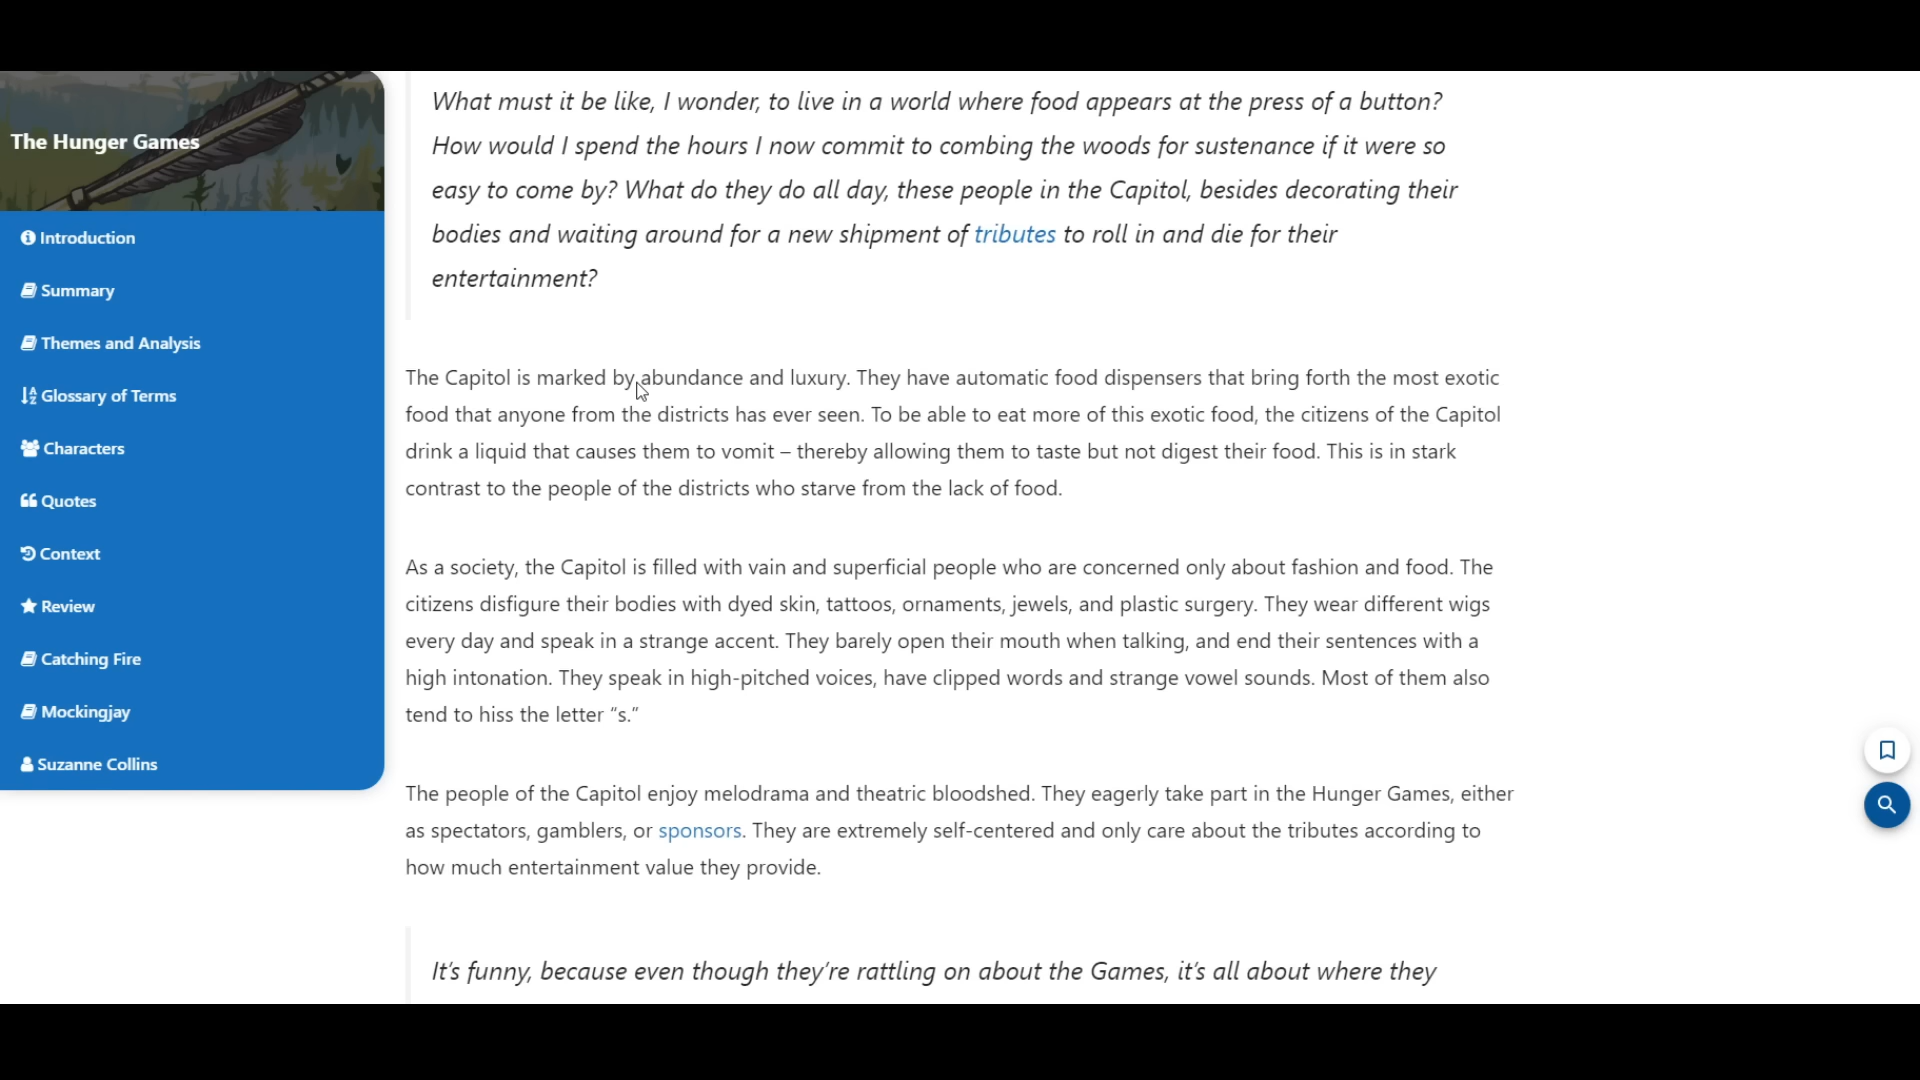 The Hunger Games
Introduction
Summary
Themes and Analysis
Glossary of Terms
Characters
Quotes
Context
Review
Catching Fire
Mockingjay
Suzanne Collins
What must it be like, I wonder, to live in a world where food appears at the press of a button?
How would I spend the hours I now commit to combing the woods for sustenance if it were so
easy to come by? What do they do all day, these people in the Capitol, besides decorating their
bodies and waiting around for a new shipment of tributes to roll in and die for their
entertainment?
The Capitol is marked by abundance and luxury. They have automatic food dispensers that bring forth the most exotic
food that anyone from the districts has ever seen. To be able to eat more of this exotic food, the citizens of the Capitol
drink a liquid that causes them to vomit – thereby allowing them to taste but not digest their food. This is in stark
contrast to the people of the districts who starve from the lack of food.
As a society, the Capitol is filled with vain and superficial people who are concerned only about fashion and food. The
citizens disfigure their bodies with dyed skin, tattoos, ornaments, jewels, and plastic surgery. They wear different wigs
every day and speak in a strange accent. They barely open their mouth when talking, and end their sentences with a
high intonation. They speak in high-pitched voices, have clipped words and strange vowel sounds. Most of them also
tend to hiss the letter “s.”
The people of the Capitol enjoy melodrama and theatric bloodshed. They eagerly take part in the Hunger Games, either
as spectators, gamblers, or sponsors. They are extremely self-centered and only care about the tributes according to
how much entertainment value they provide.
It’s funny, because even though they’re rattling on about the Games, it’s all about where they